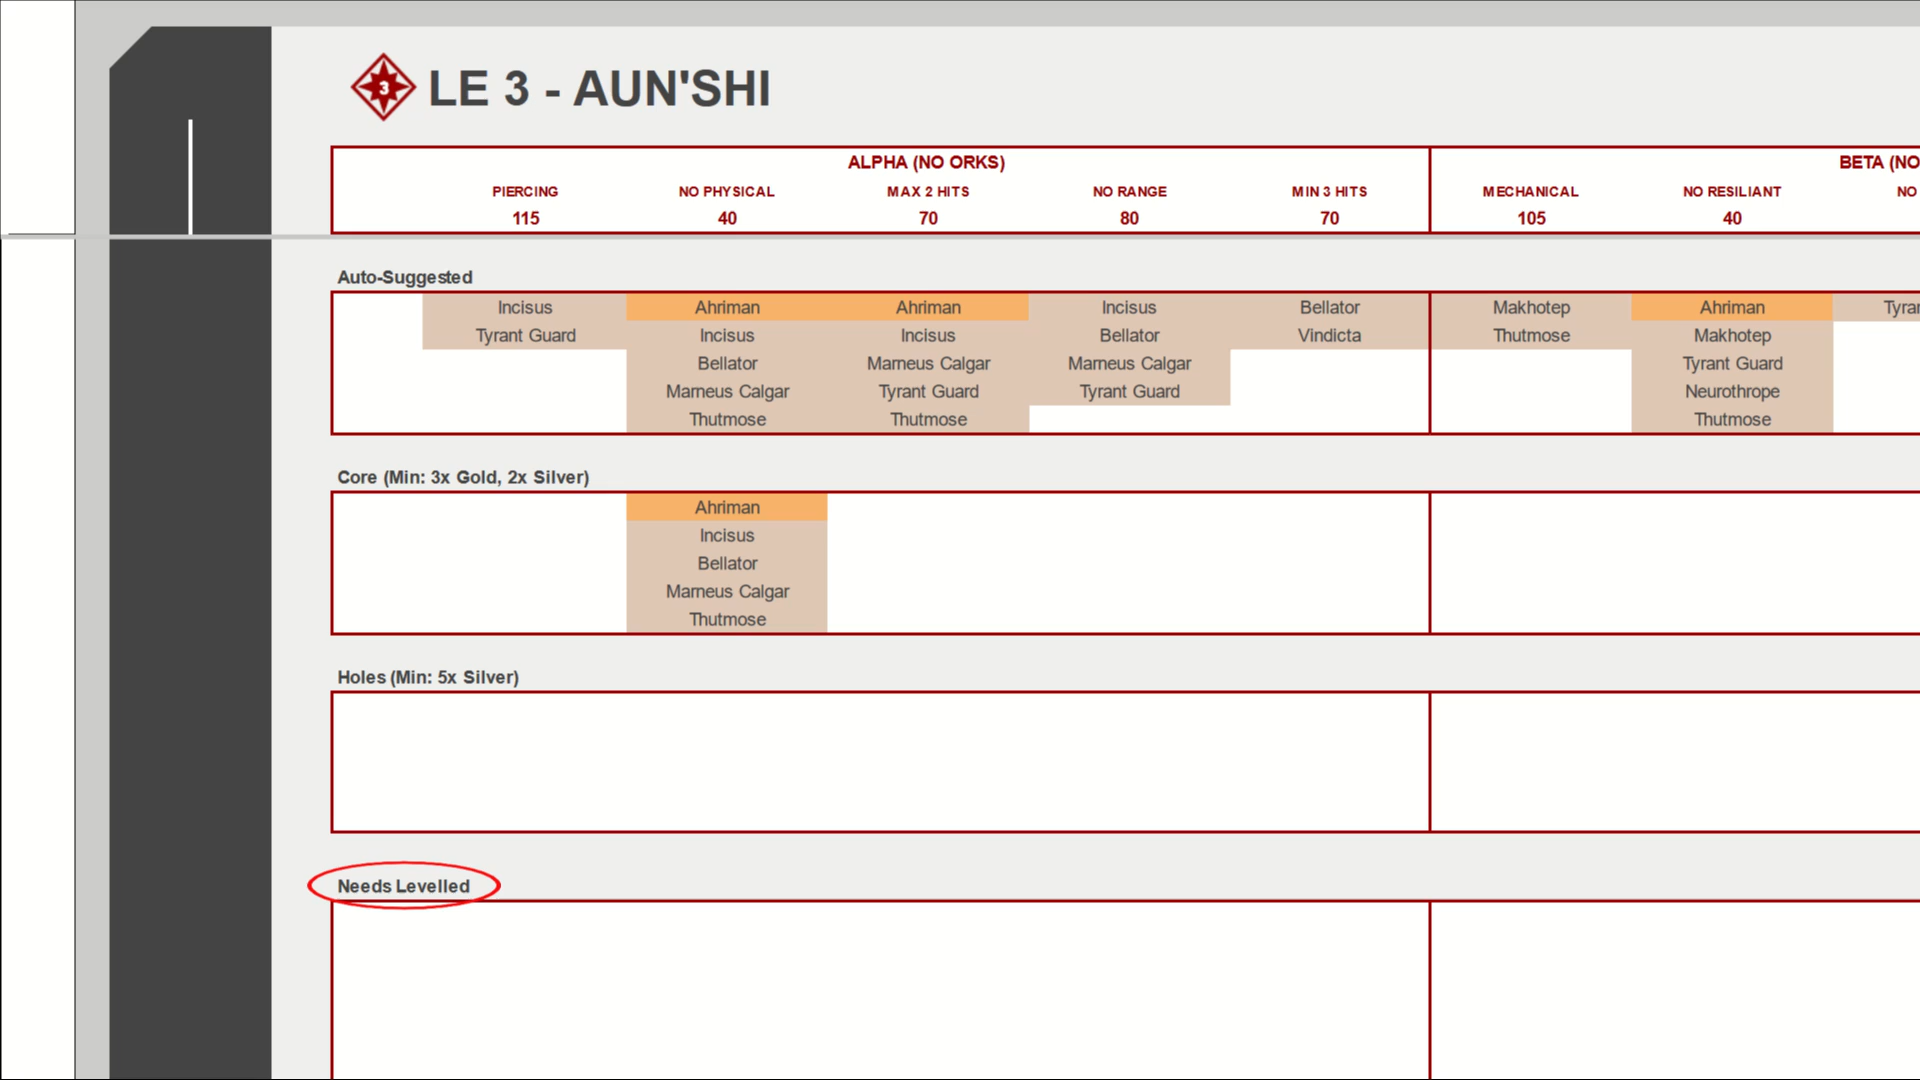 3 LE 3 - AUN'SHI
ALPHA (NO ORKS) BETA (NO
PIERCING NO PHYSICAL MAX 2 HITS NO RANGE MIN 3 HITS MECHANICAL NO RESILIANT NO
115 40 70 80 70 105 40
Auto-Suggested
Incisus Ahriman Ahriman Incisus Bellator Makhotep Ahriman
Tyrant Guard Incisus Incisus Bellator Vindicta Thutmose Makhotep
Bellator Marneus Calgar Marneus Calgar Tyrant Guard
Marneus Calgar Tyrant Guard Tyrant Guard Neurothrope
Thutmose Thutmose Thutmose
Core (Min: 3x Gold, 2x Silver)
Ahriman
Incisus
Bellator
Marneus Calgar
Thutmose
Holes (Min: 5x Silver)
Needs Levelled